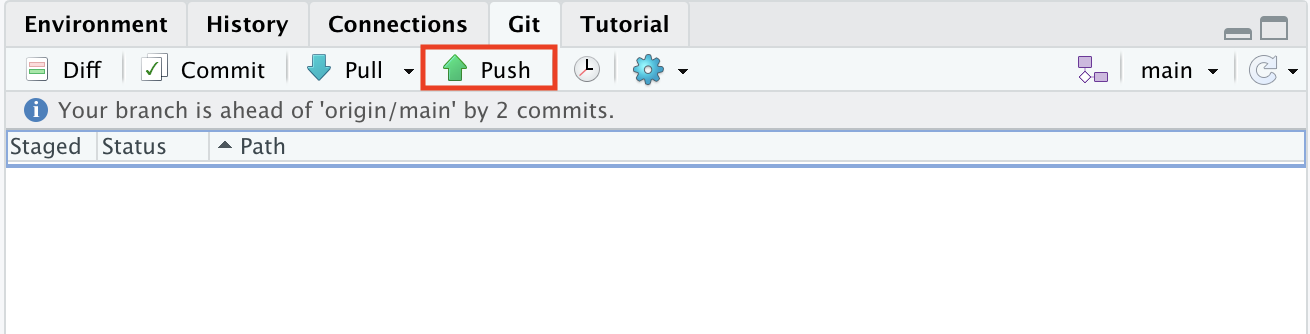 Environment History Connections Git Tutorial
Diff Commit Pull Push main
Your branch is ahead of 'origin/main' by 2 commits.
Staged Status Path